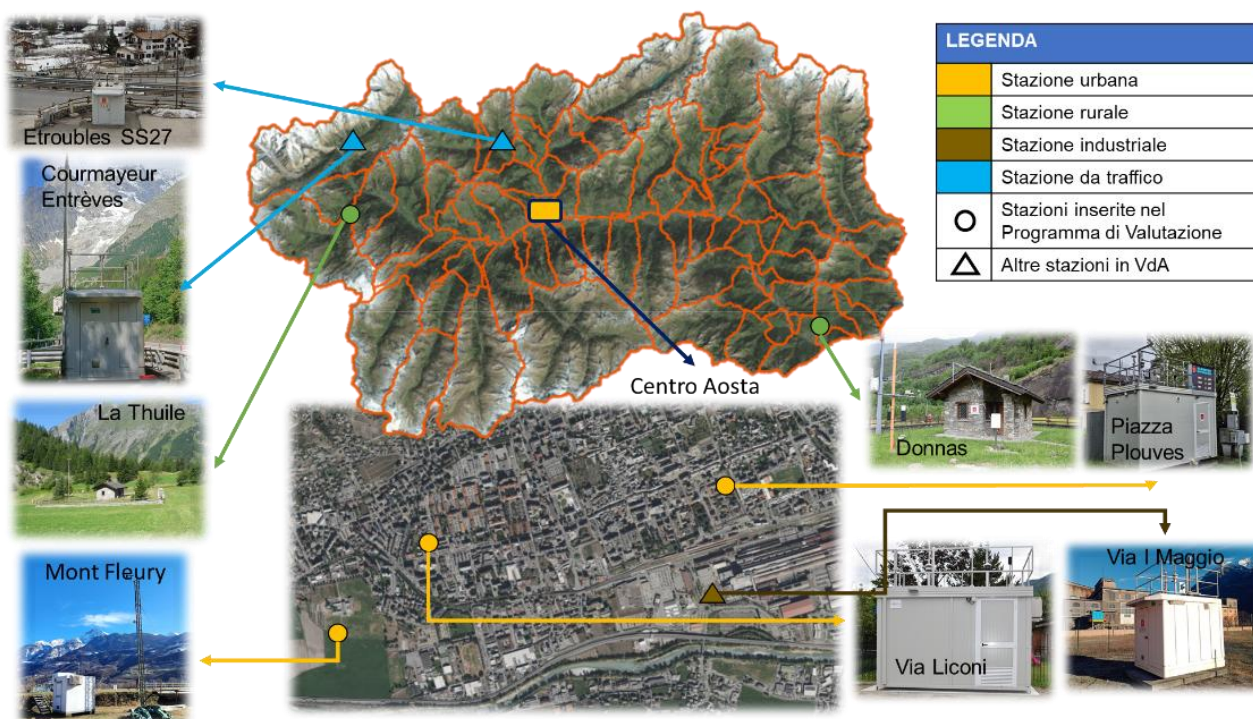 Etroubles SS27
Courmayeur
Entrèves
La Thuile
Mont Fleury
Centro Aosta
LEGENDA
Stazione urbana
Stazione rurale
Stazione industriale
Stazione da traffico
Stazioni inserite nel
Programma di Valutazione
Altre stazioni in VdA
Donnas
Piazza
Plouves
Via Liconi
Via I Maggio